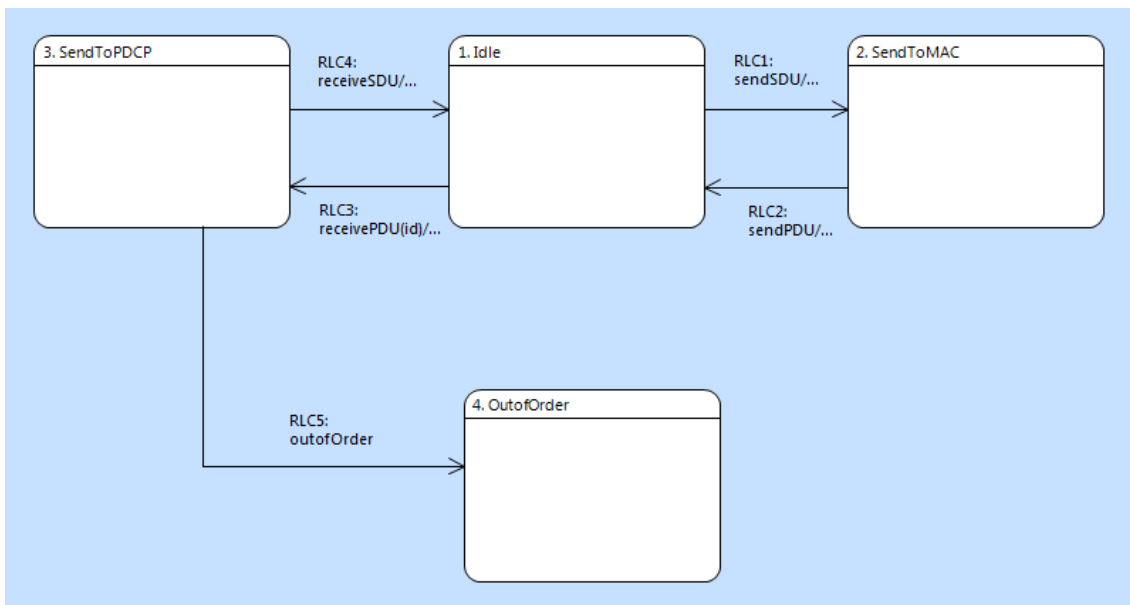 3. SendToPDCP
RLC4:
receiveSDU/...
1. Idle
RLC1:
sendSDU/...
2. SendToMAC
RLC3:
receivePDU(id)/...
RLC2:
sendPDU/...
RLC5:
outofOrder
4. OutofOrder